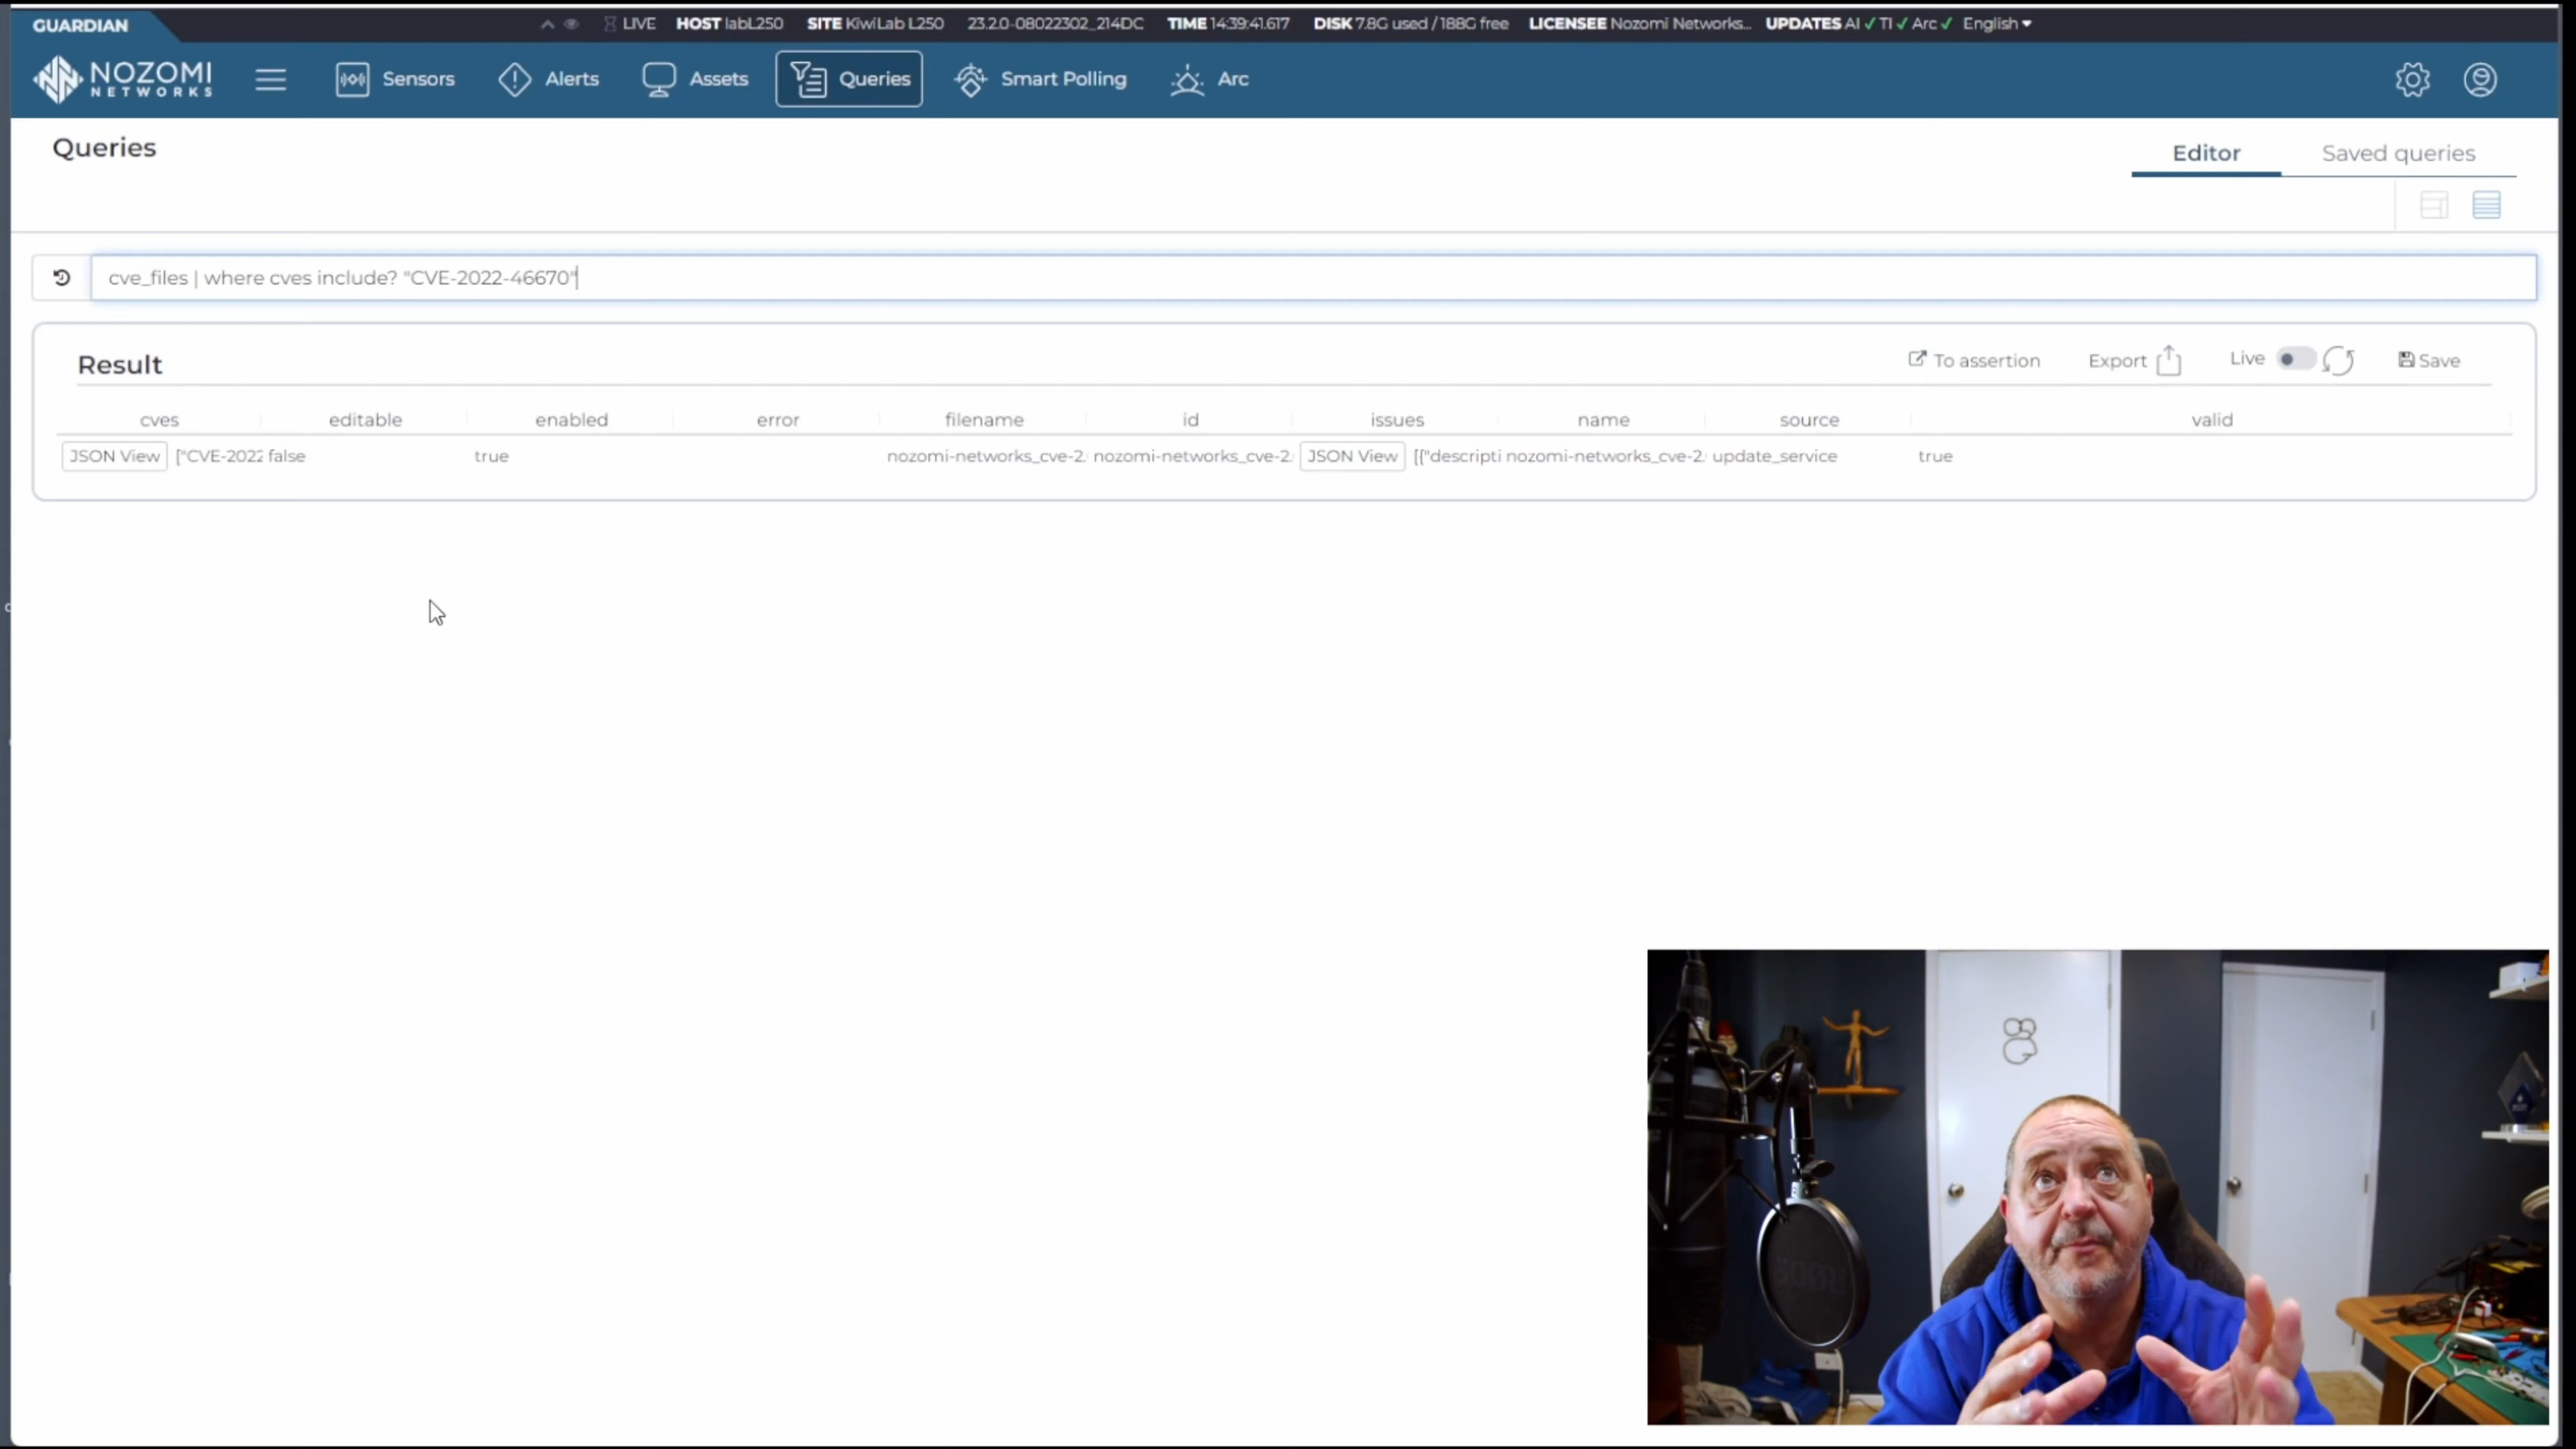 GUARDIAN
LIVE HOST labL250 SITE KiwiLab L250 23.2.0-08022302_214DC TIME 14:39:41.617 DISK 7.8G used / 188G free LICENSEE Nozomi Networks... UPDATES AI ✓ TI ✓ Arc ✓ English
NOZOMI NETWORKS Sensors Alerts Assets Queries Smart Polling Arc
Queries
Editor Saved queries
cve_files | where cves include? "CVE-2022-46670"
Result
To assertion Export Live Save
cves editable enabled error filename id issues name source valid
JSON View ["CVE-2022 false true nozomi-networks_cve-2. nozomi-networks_cve-2. JSON View [{"descripti nozomi-networks_cve-2. update_service true